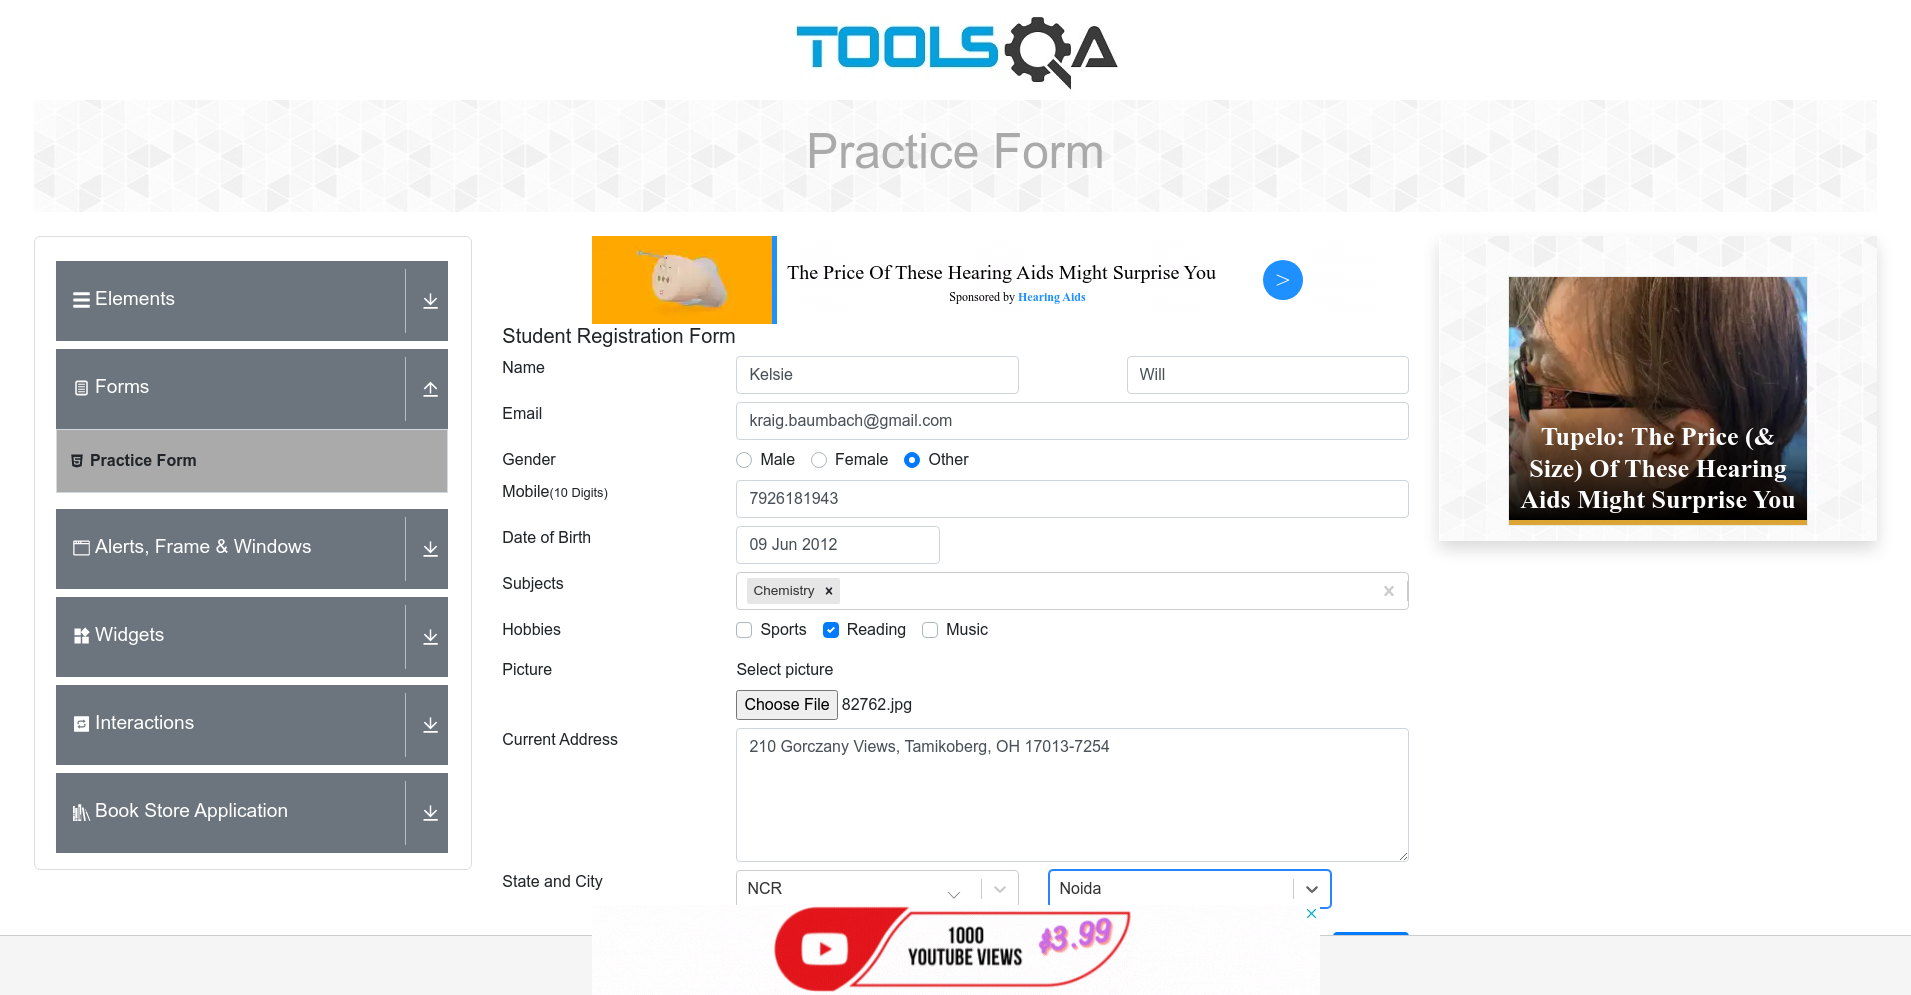 TOOLSQA
Practice Form
Elements
Forms
Practice Form
Alerts, Frame & Windows
Widgets
Interactions
Book Store Application
The Price Of These Hearing Aids Might Surprise You
Sponsored by Hearing Aids
>
Student Registration Form
Name
Kelsie
Will
Email
kraig.baumbach@gmail.com
Gender
Male
Female
Other
Mobile(10 Digits)
7926181943
Date of Birth
09 Jun 2012
Subjects
Chemistry
Hobbies
Sports
Reading
Music
Picture
Select picture
Choose File 82762.jpg
Current Address
210 Gorczany Views, Tamikoberg, OH 17013-7254
State and City
NCR
Noida
Tupelo: The Price (&
Size) Of These Hearing
Aids Might Surprise You
1000
YOUTUBE VIEWS
$3.99